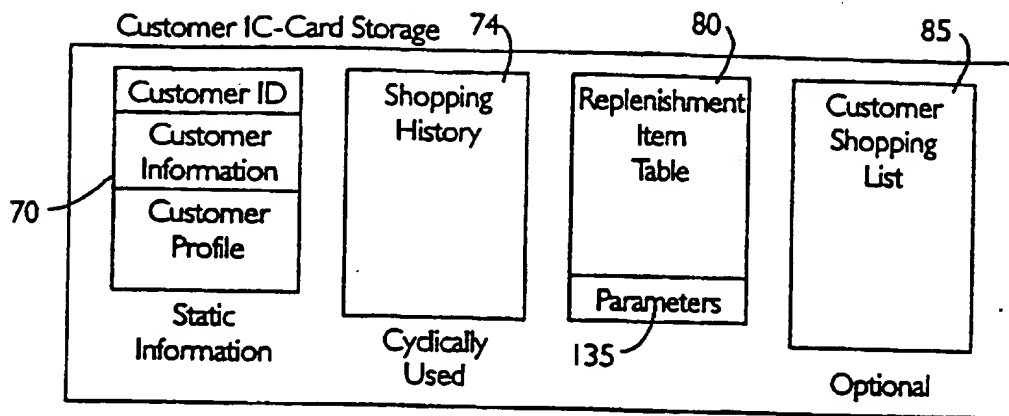 Customer IC-Card Storage
74
80
85
Customer ID
Customer
Information
Customer
Profile
70
Static
Information
Shopping
History
Cyclically
Used
Replenishment
Item
Table
Parameters
135
Customer
Shopping
List
Optional